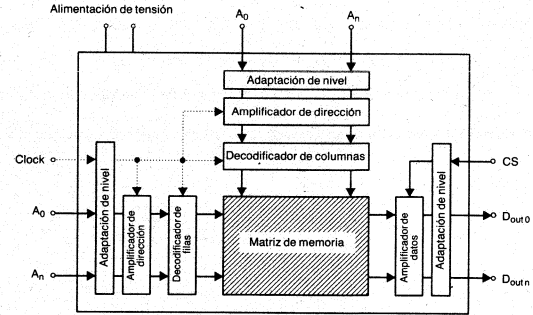 Alimentación de tensión
A0
An
Adaptación de nivel
Amplificador de dirección
Decodificador de columnas
Clock
A0
An
Adaptación de nivel
Amplificador de
dirección
Decodificador de
filas
Matriz de memoria
Amplificador de
datos
Adaptación de nivel
CS
Dout 0
Dout n